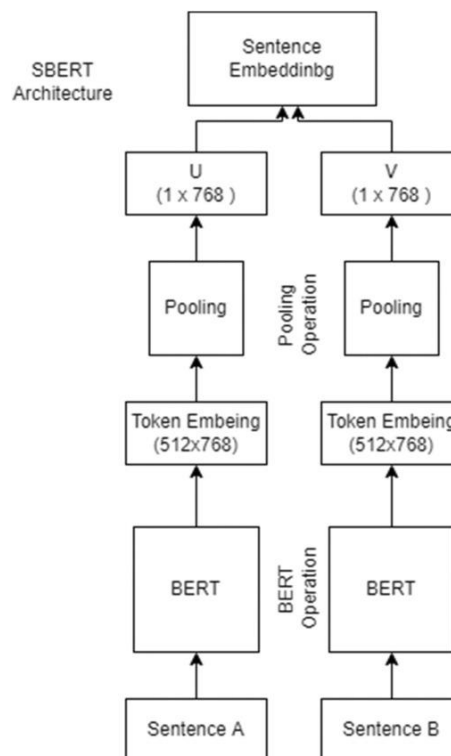 SBERT
Architecture
Sentence
Embeddinbg
U
(1 x 768 )
V
(1 x 768 )
Pooling
Pooling
Operation
Pooling
Token Embeing
(512x768)
Token Embeing
(512x768)
BERT
BERT
Operation
BERT
Sentence A
Sentence B